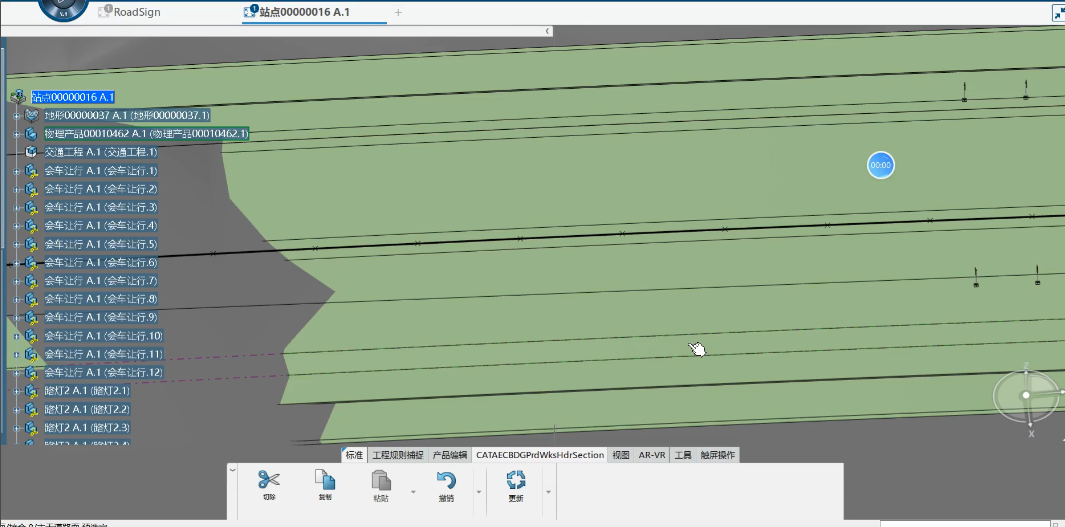 RoadSign
站点00000016 A.1
站点00000016 A.1
地形00000037 A.1 (地形00000037.1)
物理产品00010462 A.1 (物理产品00010462.1)
交通工程 A.1 (交通工程.1)
会车让行 A.1 (会车让行.1)
会车让行 A.1 (会车让行.2)
会车让行 A.1 (会车让行.3)
会车让行 A.1 (会车让行.4)
会车让行 A.1 (会车让行.5)
会车让行 A.1 (会车让行.6)
会车让行 A.1 (会车让行.7)
会车让行 A.1 (会车让行.8)
会车让行 A.1 (会车让行.9)
会车让行 A.1 (会车让行.10)
会车让行 A.1 (会车让行.11)
会车让行 A.1 (会车让行.12)
路灯2 A.1 (路灯2.1)
路灯2 A.1 (路灯2.2)
路灯2 A.1 (路灯2.3)
路灯2 A.1 (路灯2.4)
00:00
X
标准 工程规则捕捉 产品编辑 CATAECBDGPrdWksHdrSection 视图 AR-VR 工具 触屏操作
切除 复制 粘贴 撤销 更新